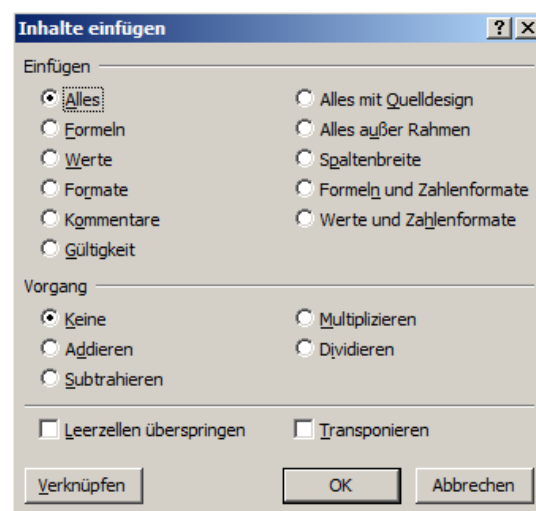 Inhalte einfügen
Einfügen
Alles
Alles mit Quelldesign
Formeln
Alles außer Rahmen
Werte
Spaltenbreite
Formate
Formeln und Zahlenformate
Kommentare
Werte und Zahlenformate
Gültigkeit
Vorgang
Keine
Multiplizieren
Addieren
Dividieren
Subtrahieren
Leerzellen überspringen
Transponieren
Verknüpfen
OK
Abbrechen